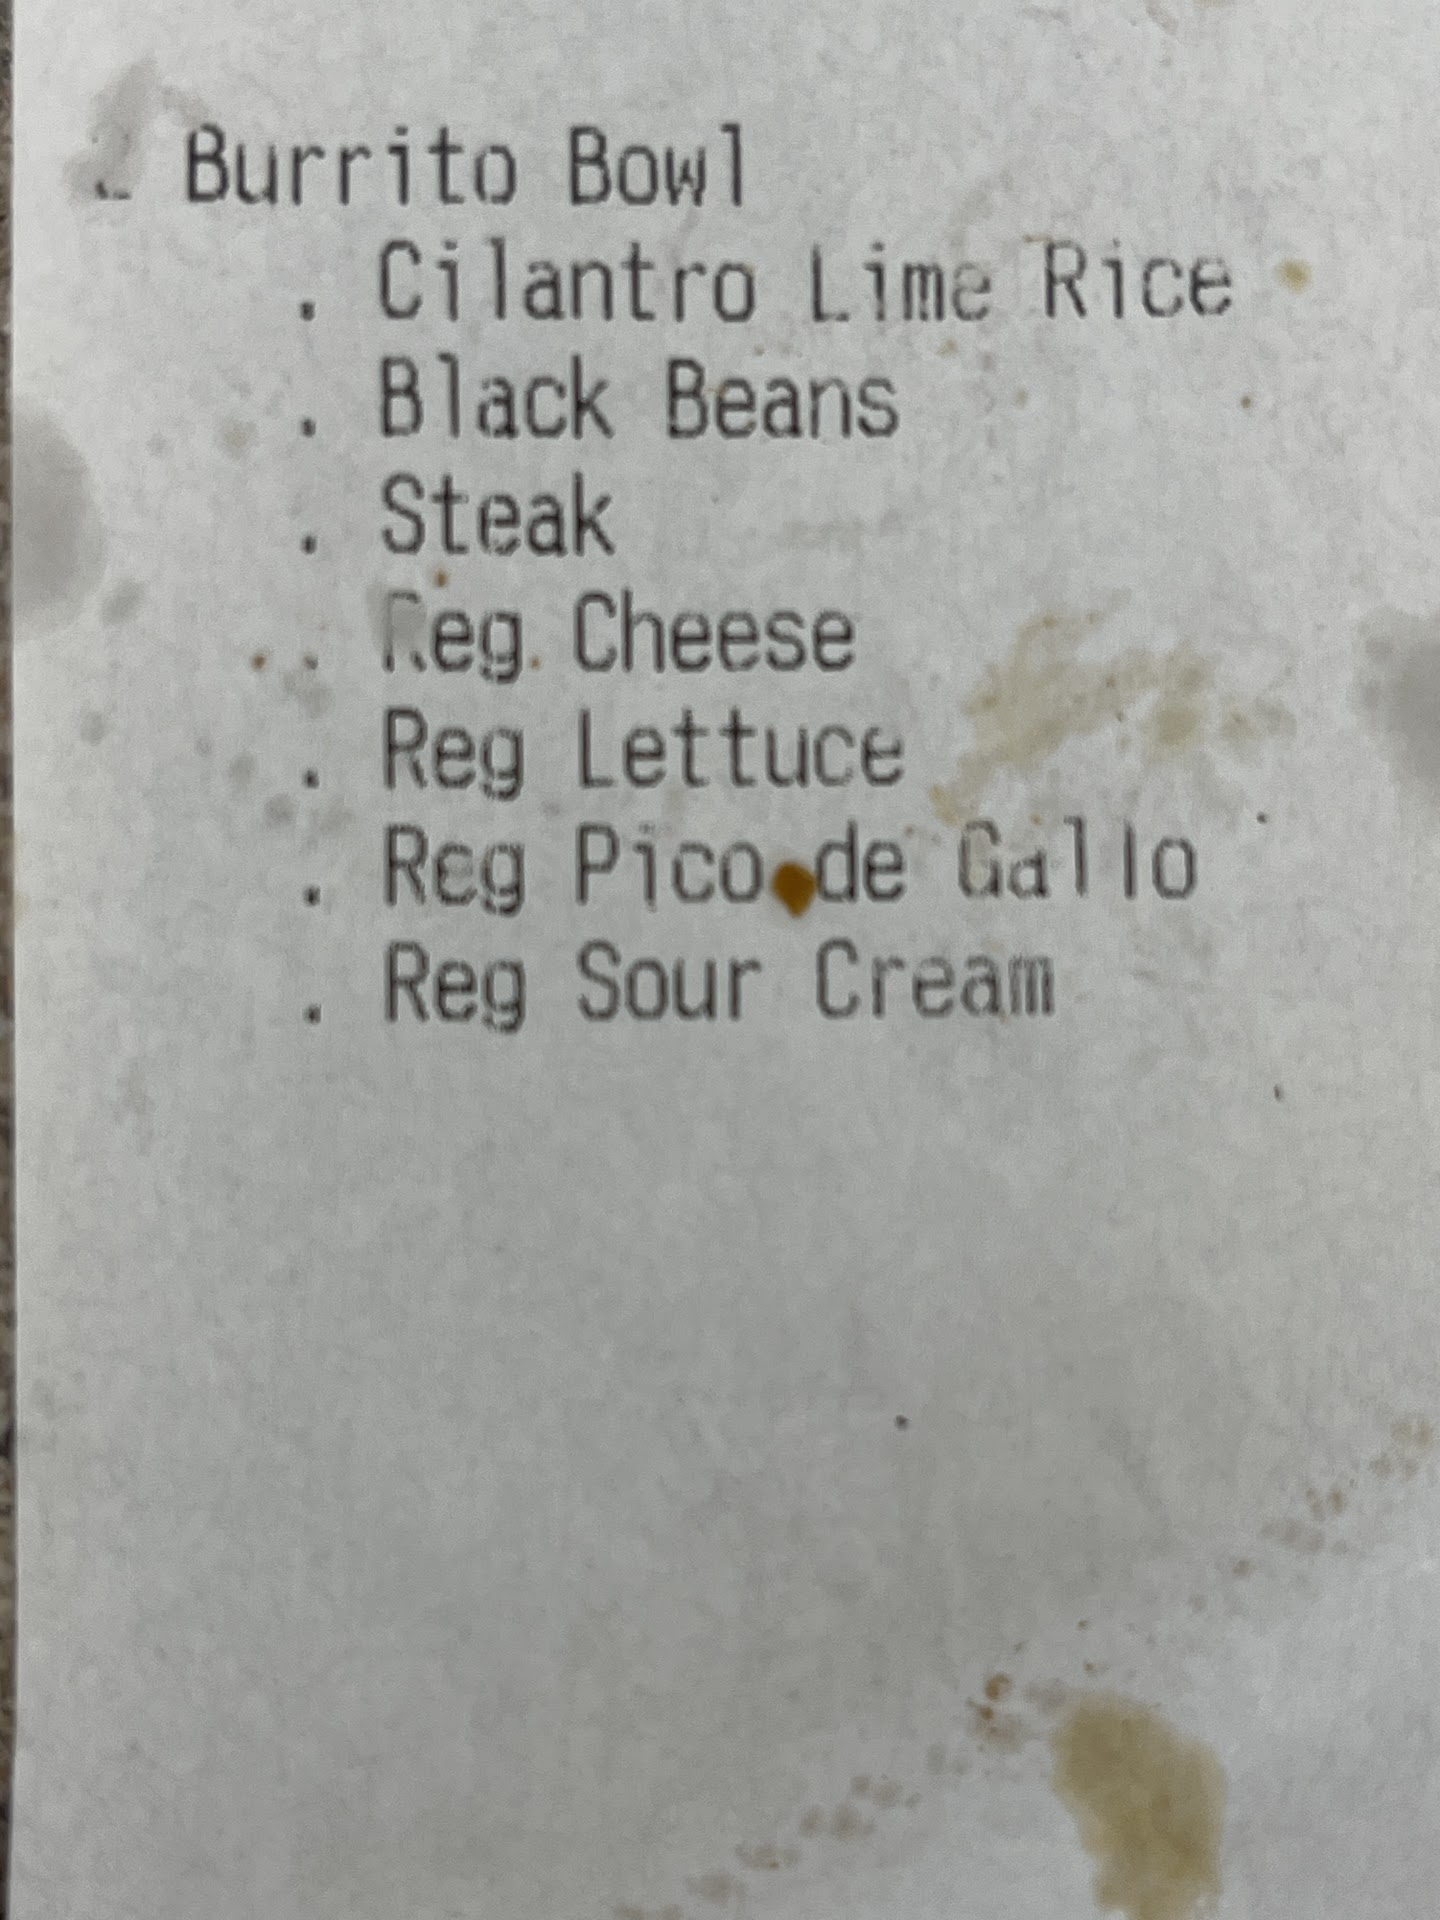 Burrito Bowl
. Cilantro Lime Rice
. Black Beans
. Steak
. Reg Cheese
. Reg Lettuce
. Reg Pico de Gallo
. Reg Sour Cream